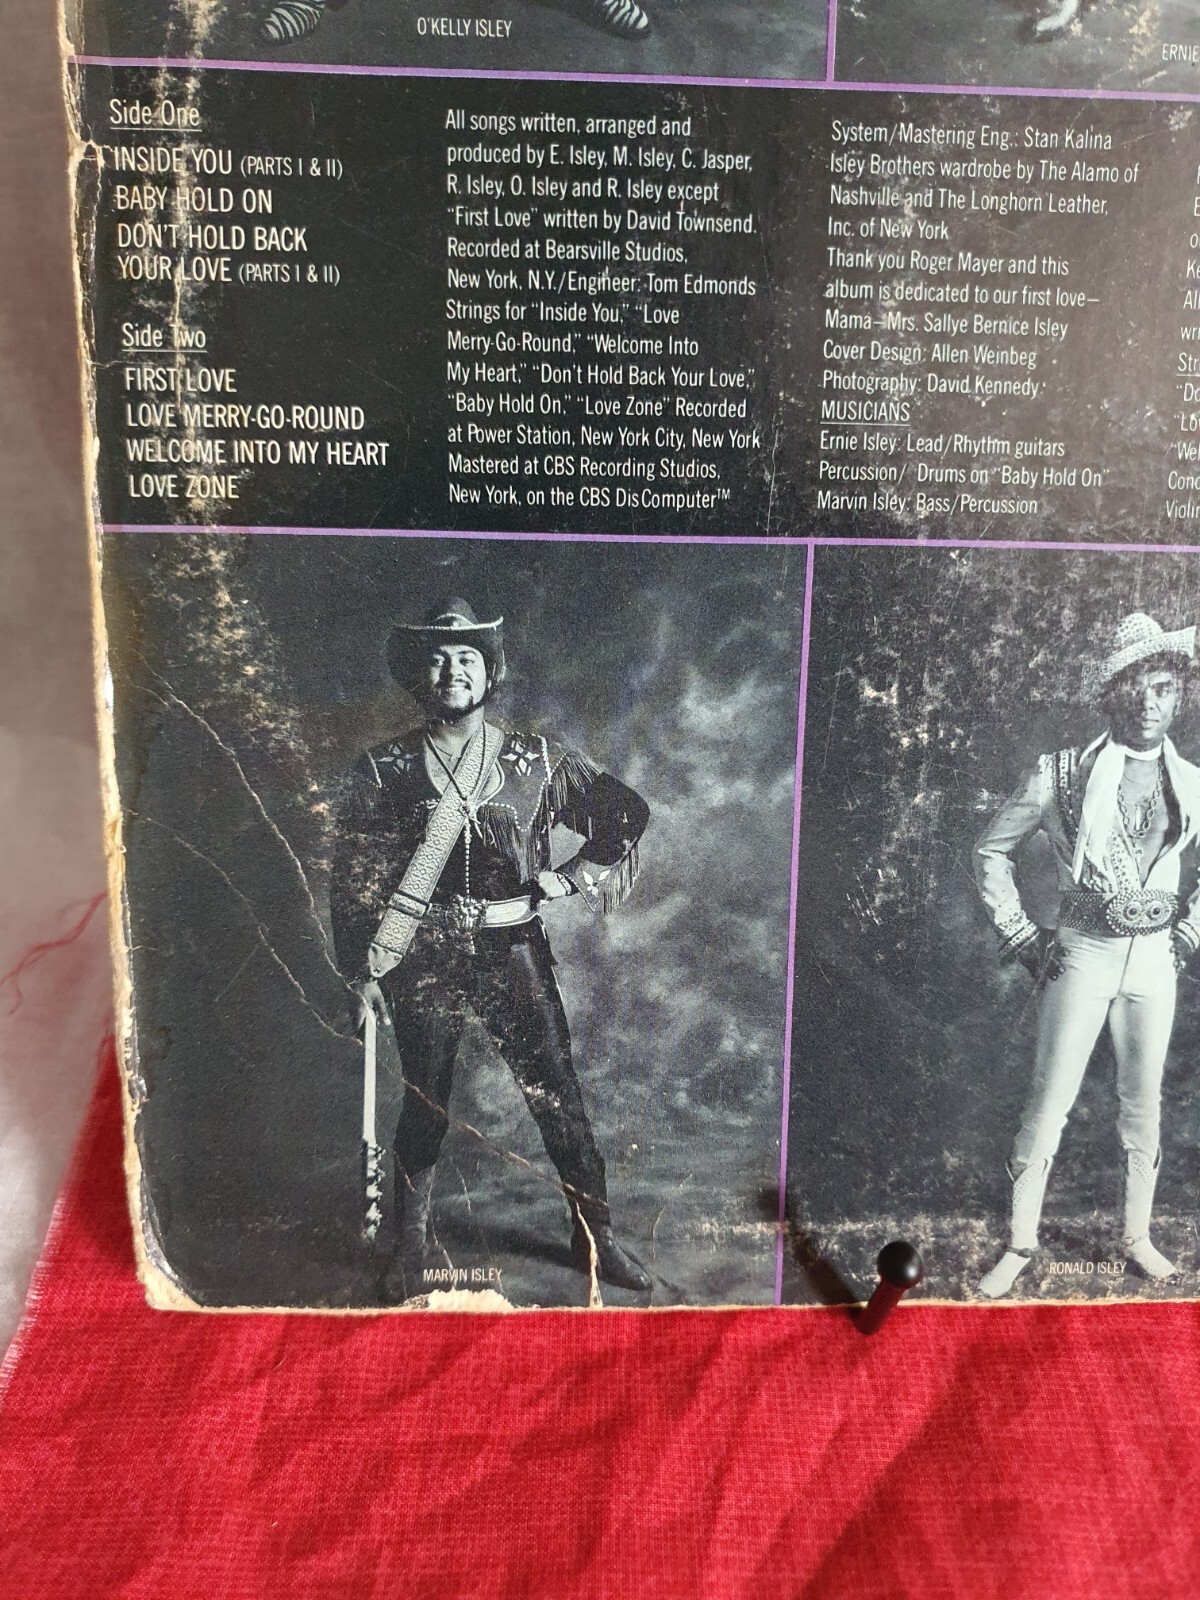 O'KELLY ISLEY
ERNIE
Side One
INSIDE YOU (PARTS I & II)
BABY HOLD ON
DON'T HOLD BACK
YOUR LOVE (PARTS I & II)
Side Two
FIRST LOVE
LOVE MERRY-GO-ROUND
WELCOME INTO MY HEART
LOVE ZONE
All songs written, arranged and
produced by E. Isley, M. Isley, C. Jasper,
R. Isley, O. Isley and R. Isley except
"First Love" written by David Townsend.
Recorded at Bearsville Studios,
New York, N.Y./Engineer: Tom Edmonds
Strings for "Inside You," "Love
Merry-Go-Round," "Welcome Into
My Heart," "Don't Hold Back Your Love,"
"Baby Hold On," "Love Zone" Recorded
at Power Station, New York City, New York
Mastered at CBS Recording Studios,
New York, on the CBS DisComputer™
System/Mastering Eng.: Stan Kalina
Isley Brothers wardrobe by The Alamo of
Nashville and The Longhorn Leather,
Inc. of New York
Thank you Roger Mayer and this
album is dedicated to our first love—
Mama—Mrs. Sallye Bernice Isley
Cover Design: Allen Weinbeg
Photography: David Kennedy
MUSICIANS
Ernie Isley: Lead/Rhythm guitars
Percussion/ Drums on "Baby Hold On"
Marvin Isley: Bass/Percussion
MARVIN ISLEY
RONALD ISLEY